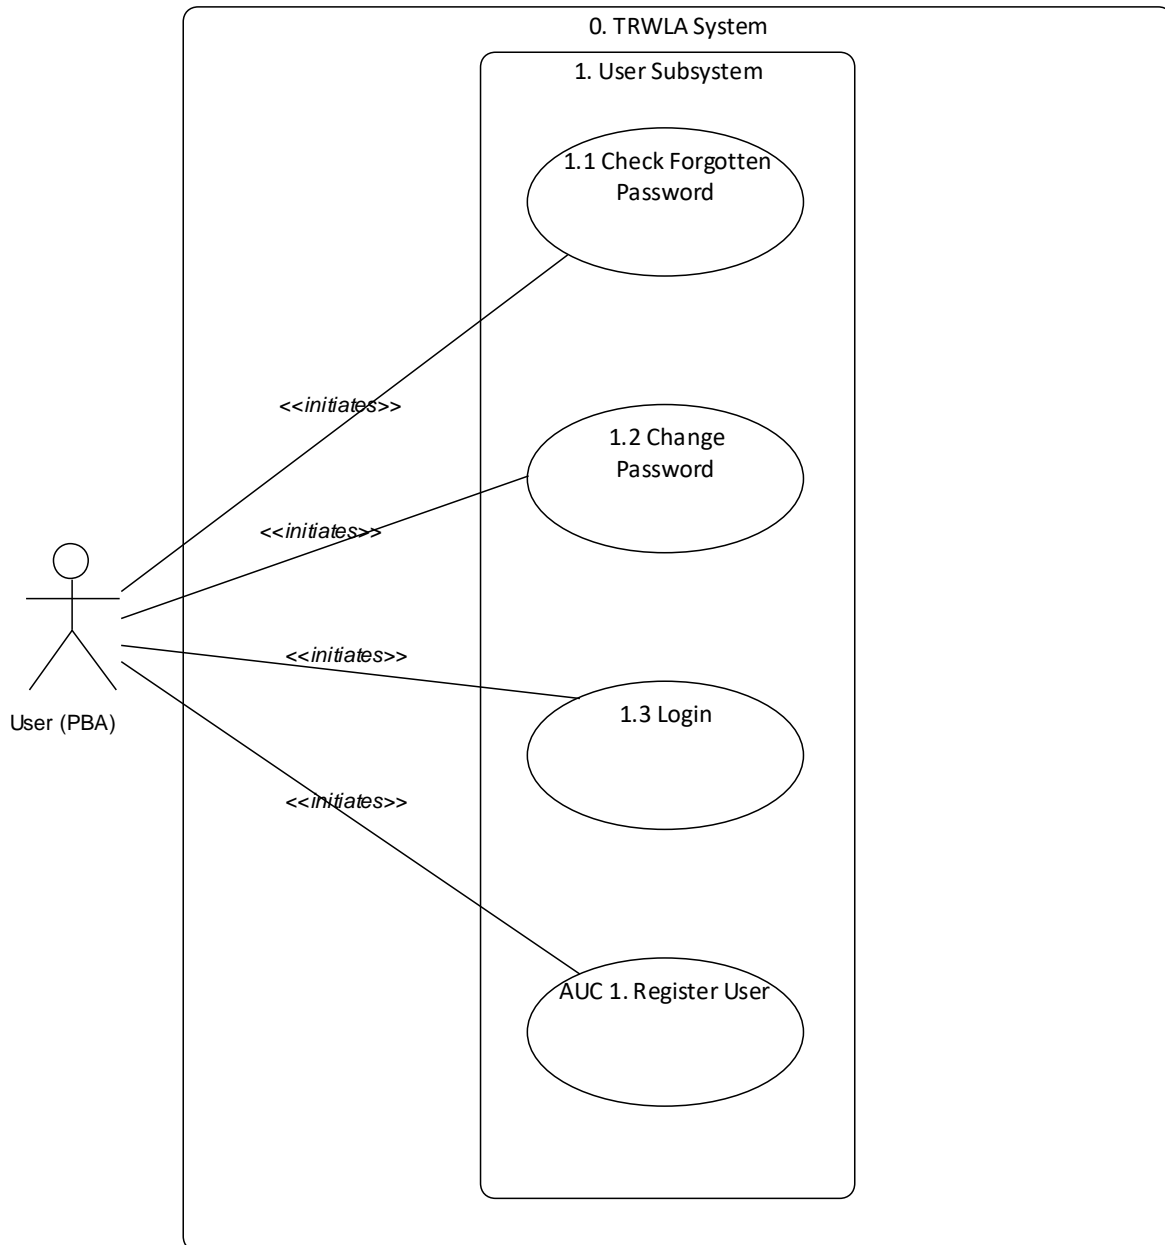 0. TRWLA System
1. User Subsystem
1.1 Check Forgotten
Password
<<initiates>>
1.2 Change
Password
<<initiates>>
<<initiates>>
1.3 Login
User (PBA)
<<initiates>>
AUC 1. Register User